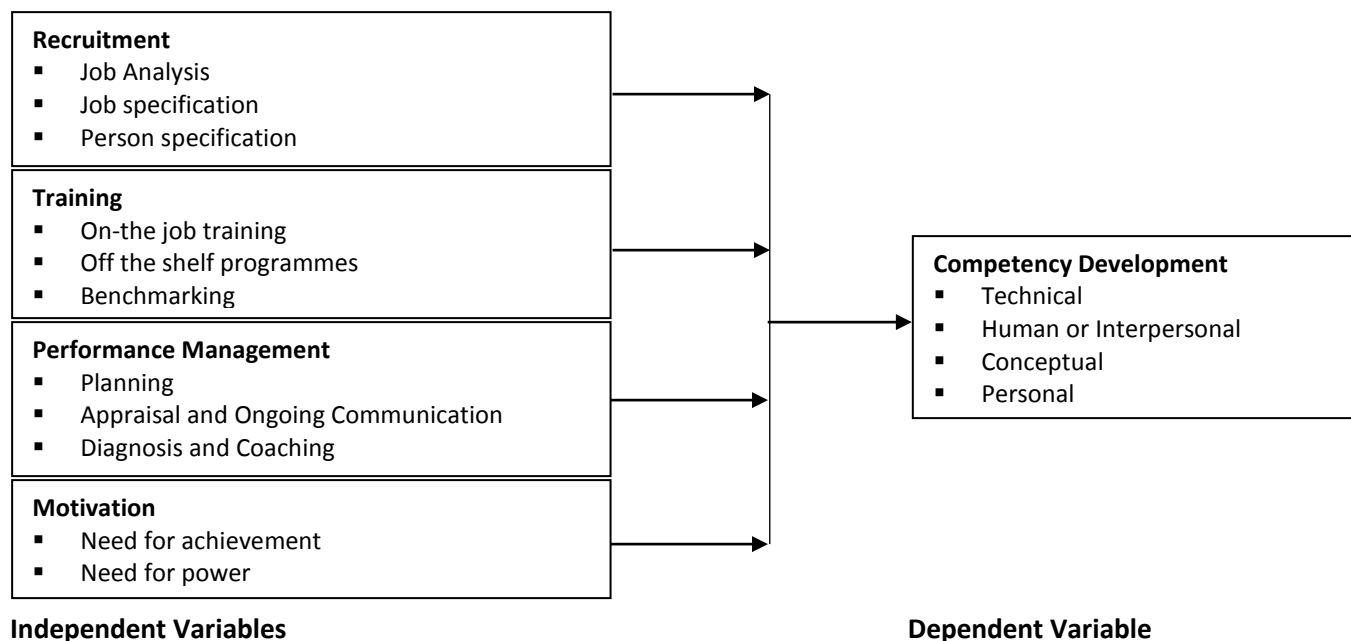 Recruitment
▪ Job Analysis
▪ Job specification
▪ Person specification
Training
▪ On-the job training
▪ Off the shelf programmes
▪ Benchmarking
Performance Management
▪ Planning
▪ Appraisal and Ongoing Communication
▪ Diagnosis and Coaching
Motivation
▪ Need for achievement
▪ Need for power
Independent Variables
Competency Development
▪ Technical
▪ Human or Interpersonal
▪ Conceptual
▪ Personal
Dependent Variable